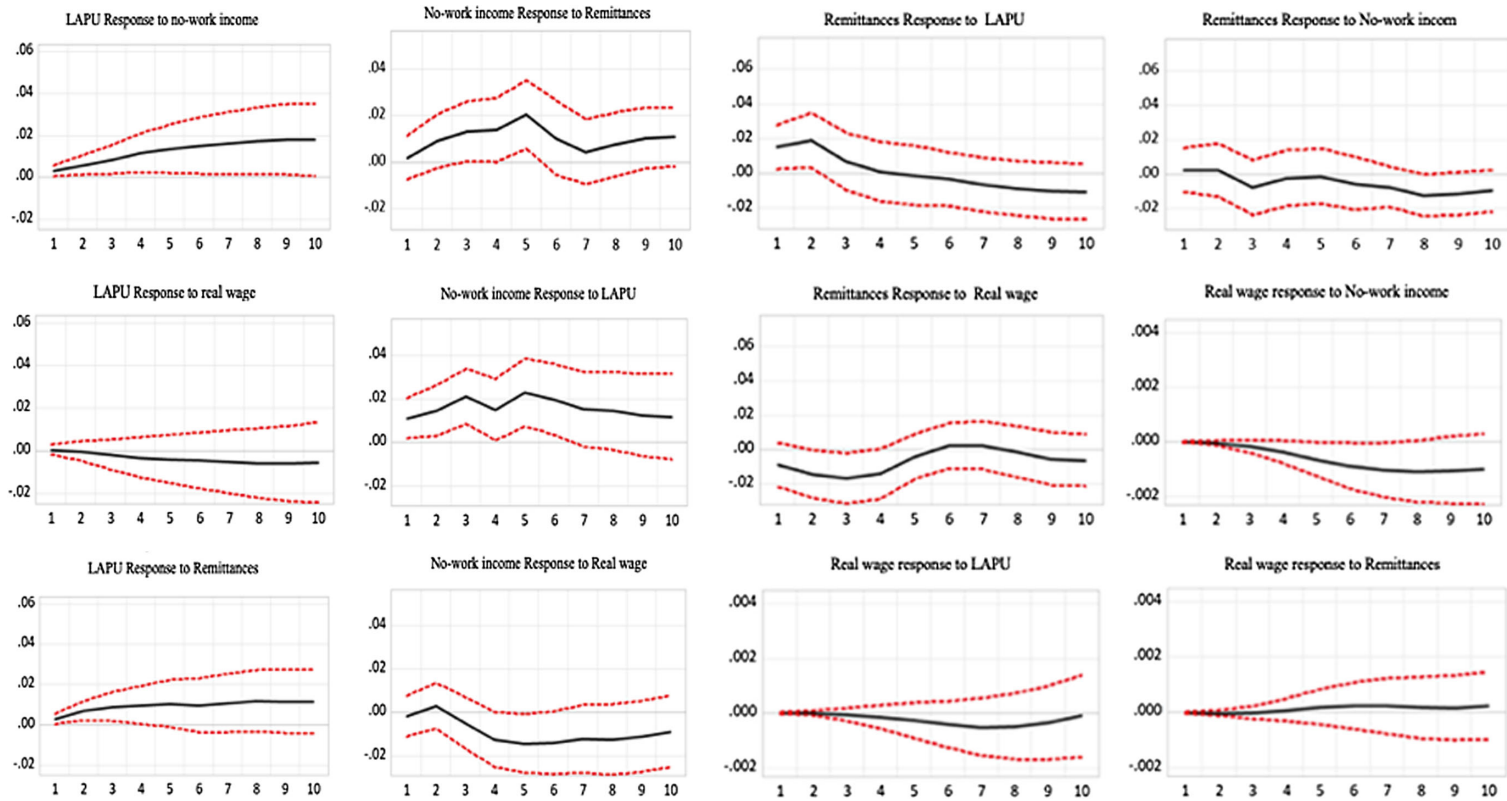 LAPU Response to no-work income
.06
.04
.02
.00
-.02
1 2 3 4 5 6 7 8 9 10
No-work income Response to Remittances
.04
.02
.00
-.02
1 2 3 4 5 6 7 8 9 10
Remittances Response to LAPU
.06
.04
.02
.00
-.02
1 2 3 4 5 6 7 8 9 10
Remittances Response to No-work incom
.06
.04
.02
.00
-.02
1 2 3 4 5 6 7 8 9 10
LAPU Response to real wage
.06
.04
.02
.00
-.02
1 2 3 4 5 6 7 8 9 10
No-work income Response to LAPU
.04
.02
.00
-.02
1 2 3 4 5 6 7 8 9 10
Remittances Response to Real wage
.06
.04
.02
.00
-.02
1 2 3 4 5 6 7 8 9 10
Real wage response to No-work income
.004
.002
.000
-.002
1 2 3 4 5 6 7 8 9 10
LAPU Response to Remittances
.06
.04
.02
.00
-.02
1 2 3 4 5 6 7 8 9 10
No-work income Response to Real wage
.04
.02
.00
-.02
1 2 3 4 5 6 7 8 9 10
Real wage response to LAPU
.004
.002
.000
-.002
1 2 3 4 5 6 7 8 9 10
Real wage response to Remittances
.004
.002
.000
-.002
1 2 3 4 5 6 7 8 9 10